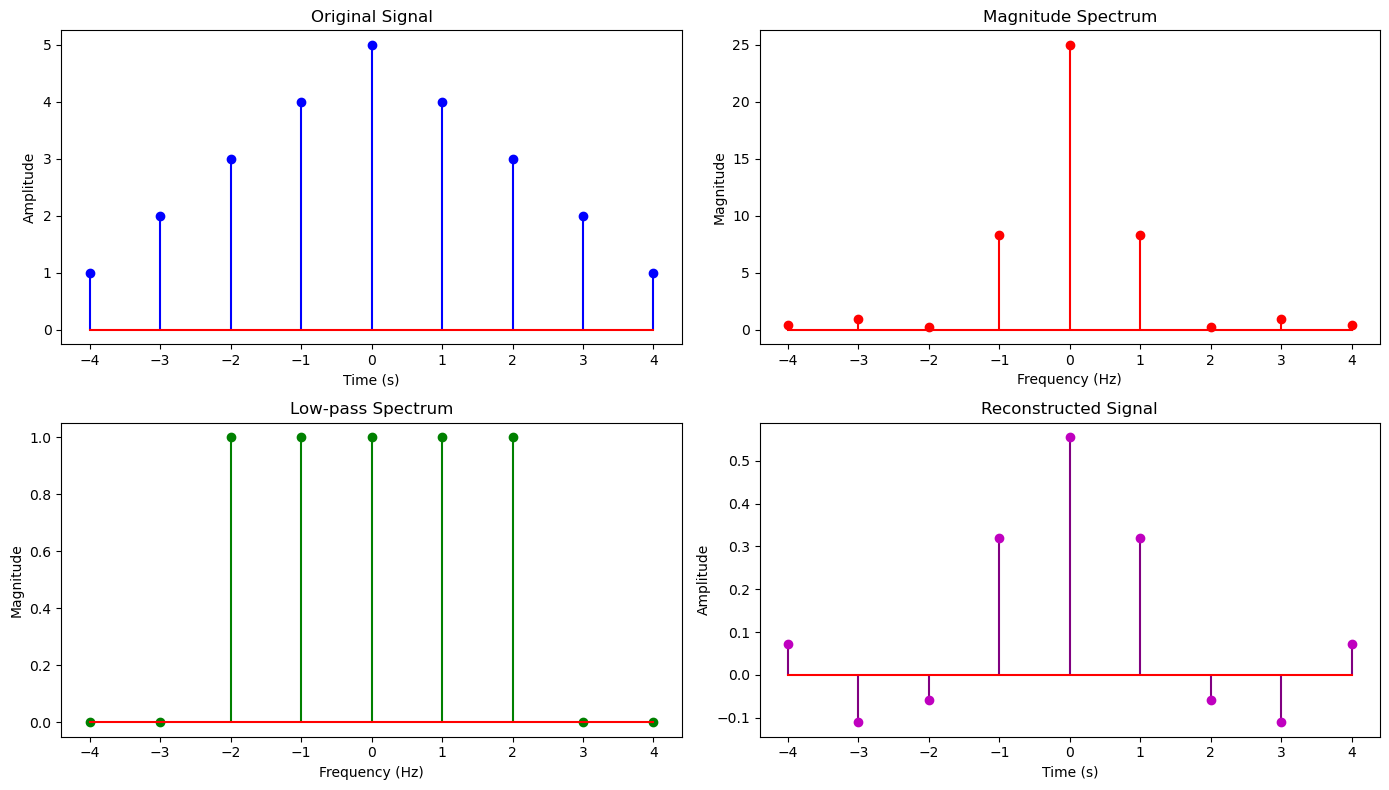 Original Signal
5
4
3
2
1
0
Amplitude
−4 −3 −2 −1 0 1 2 3 4
Time (s)
Magnitude Spectrum
25
20
15
10
5
0
Magnitude
−4 −3 −2 −1 0 1 2 3 4
Frequency (Hz)
Low-pass Spectrum
1.0
0.8
0.6
0.4
0.2
0.0
Magnitude
−4 −3 −2 −1 0 1 2 3 4
Frequency (Hz)
Reconstructed Signal
0.5
0.4
0.3
0.2
0.1
0.0
−0.1
Amplitude
−4 −3 −2 −1 0 1 2 3 4
Time (s)